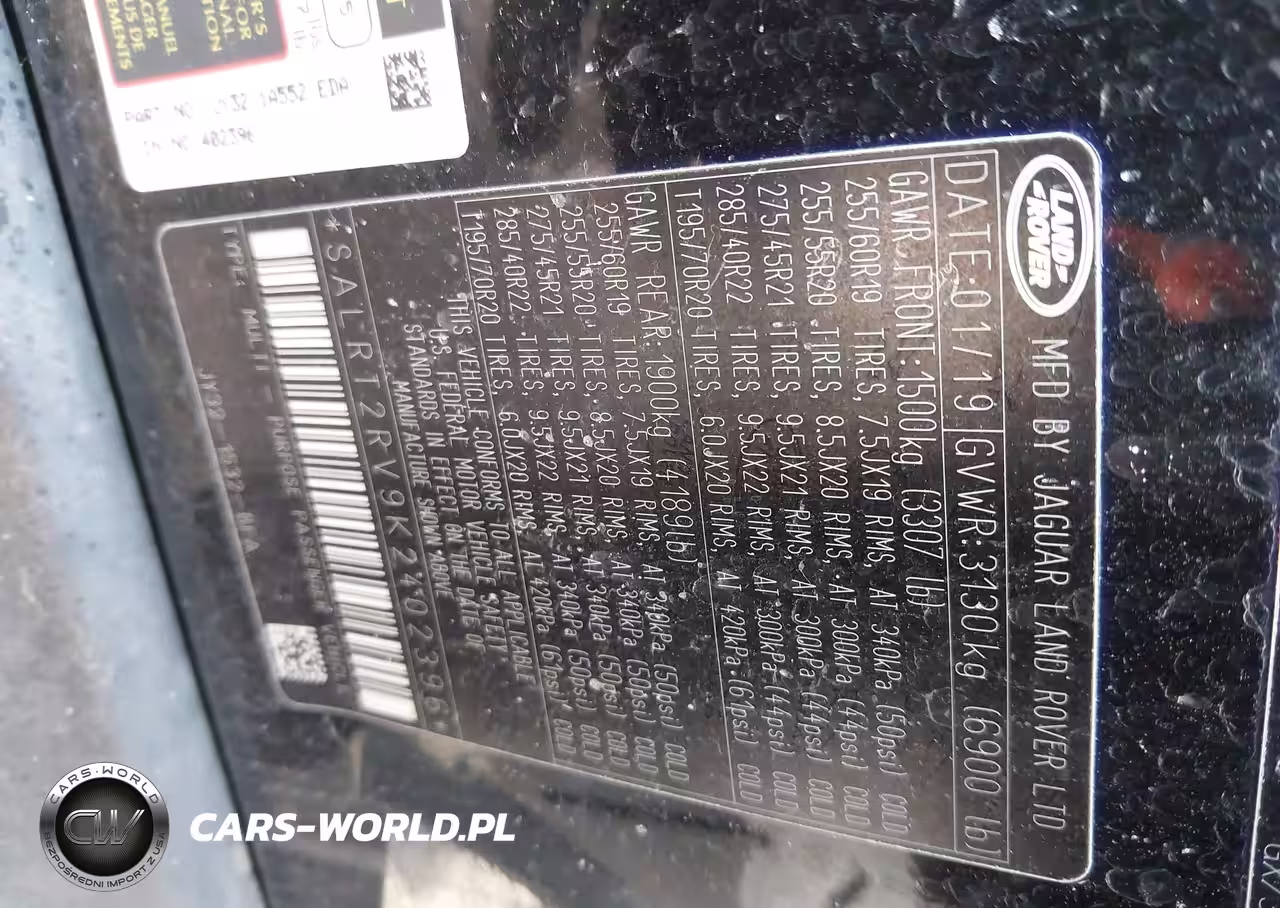 LAND ROVER
MFD BY JAGUAR LAND ROVER LTD
DATE:01/19 GVWR:3130kg (6900 lb)
GAWR FRONT:1500kg (3307 lb)
255/60R19 TIRES, 7.5JX19 RIMS, AT 340kPa (50psi) COLD
255/55R20 TIRES, 8.5JX20 RIMS, AT 300kPa (44psi) COLD
275/45R21 TIRES, 9.5JX21 RIMS, AT 300kPa (44psi) COLD
285/40R22 TIRES, 9.5JX22 RIMS, AT 300kPa (44psi) COLD
T195/70R20 TIRES, 6.0JX20 RIMS, AT 420kPa (61psi) COLD
GAWR REAR:1900kg (4189lb)
255/60R19 TIRES, 7.5JX19 RIMS, AT 340kPa (50psi) COLD
255/55R20 TIRES, 8.5JX20 RIMS, AT 340kPa (50psi) COLD
275/45R21 TIRES, 9.5JX21 RIMS, AT 340kPa (50psi) COLD
285/40R22 TIRES, 9.5JX22 RIMS, AT 340kPa (50psi) COLD
T195/70R20 TIRES, 6.0JX20 RIMS, AT 420kPa (61psi) COLD
THIS VEHICLE CONFORMS TO ALL APPLICABLE
U.S. FEDERAL MOTOR VEHICLE SAFETY
STANDARDS IN EFFECT ON THE DATE OF
MANUFACTURE SHOWN ABOVE
*SALRT2RV9K2402396*
TYPE: MULTI PURPOSE PASSENGER VEHICLE
PART NO 1A552 EDA
402396
CARS-WORLD
CW
BEZPOŚREDNI IMPORT Z USA
CARS-WORLD.PL